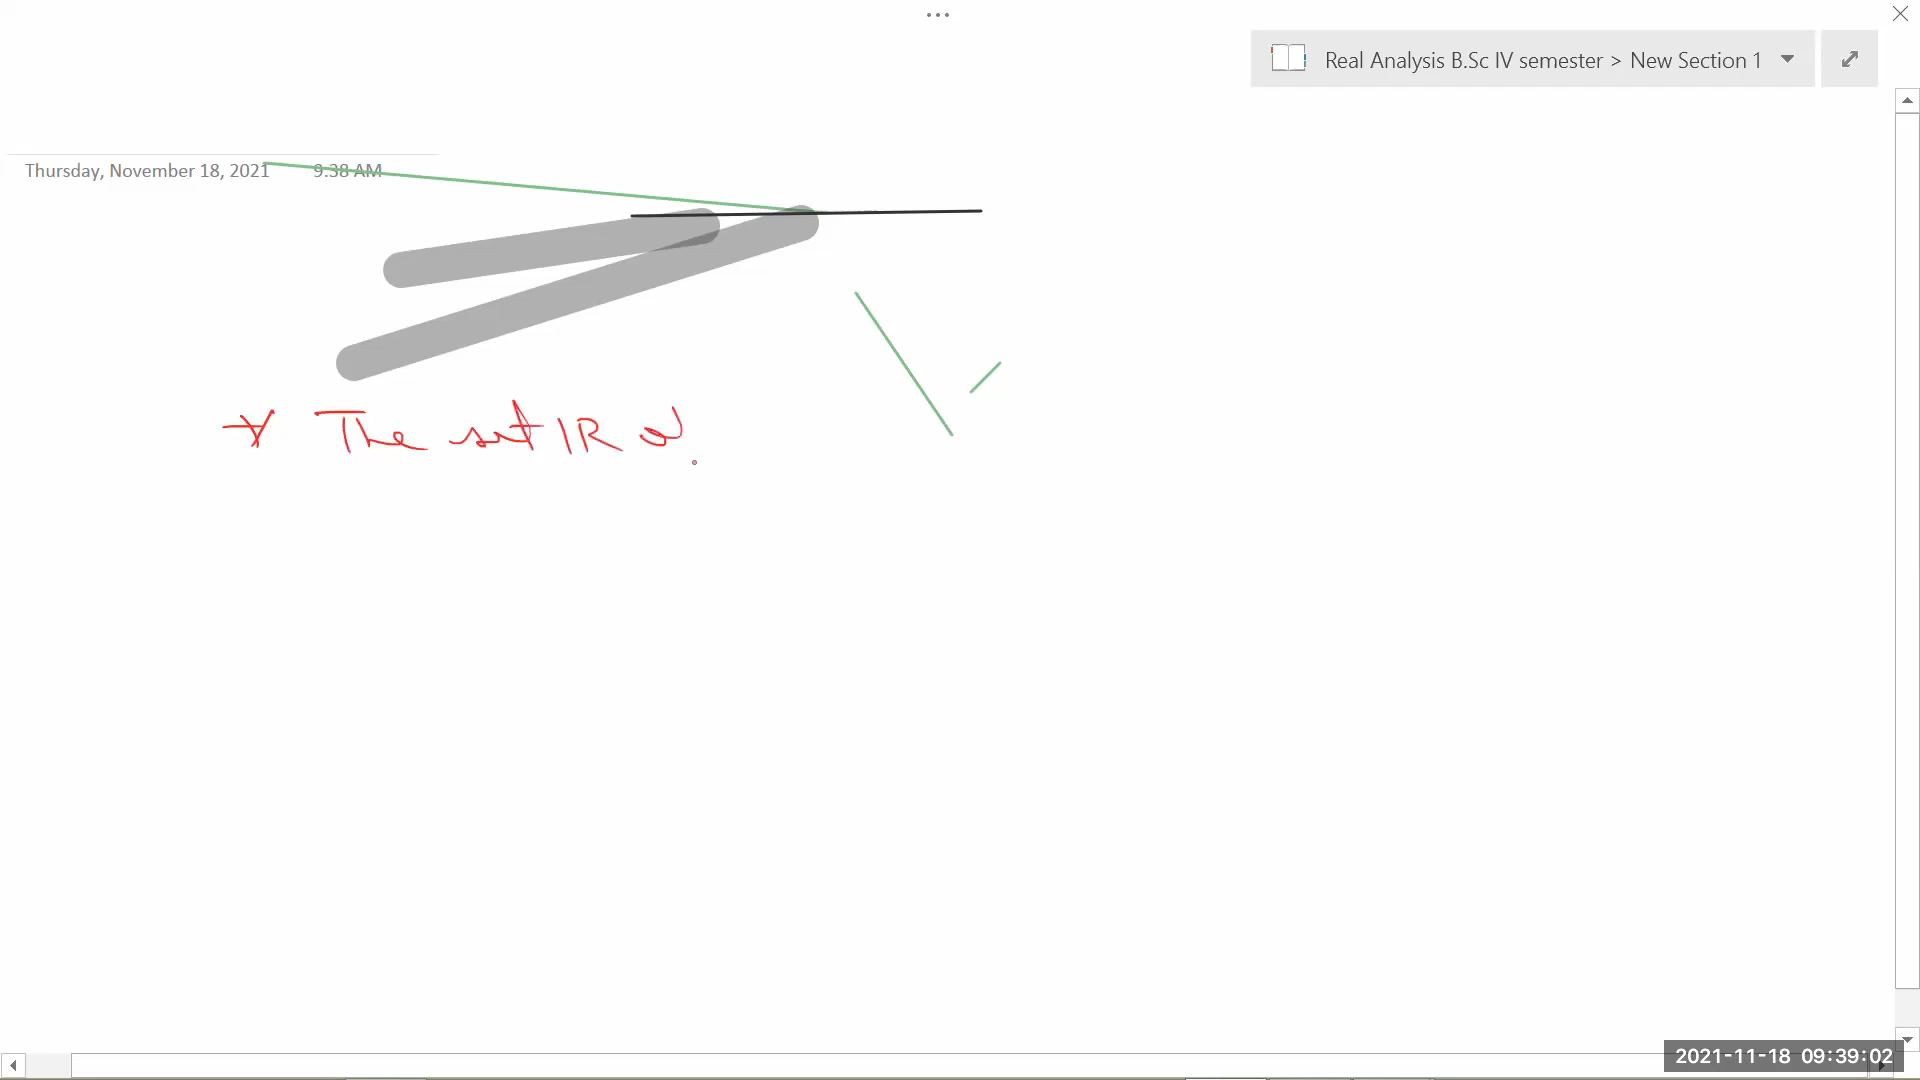 Real Analysis B.Sc IV semester > New Section 1
Thursday, November 18, 2021 9:38 AM
* The set IR
2021-11-18 09:39:02